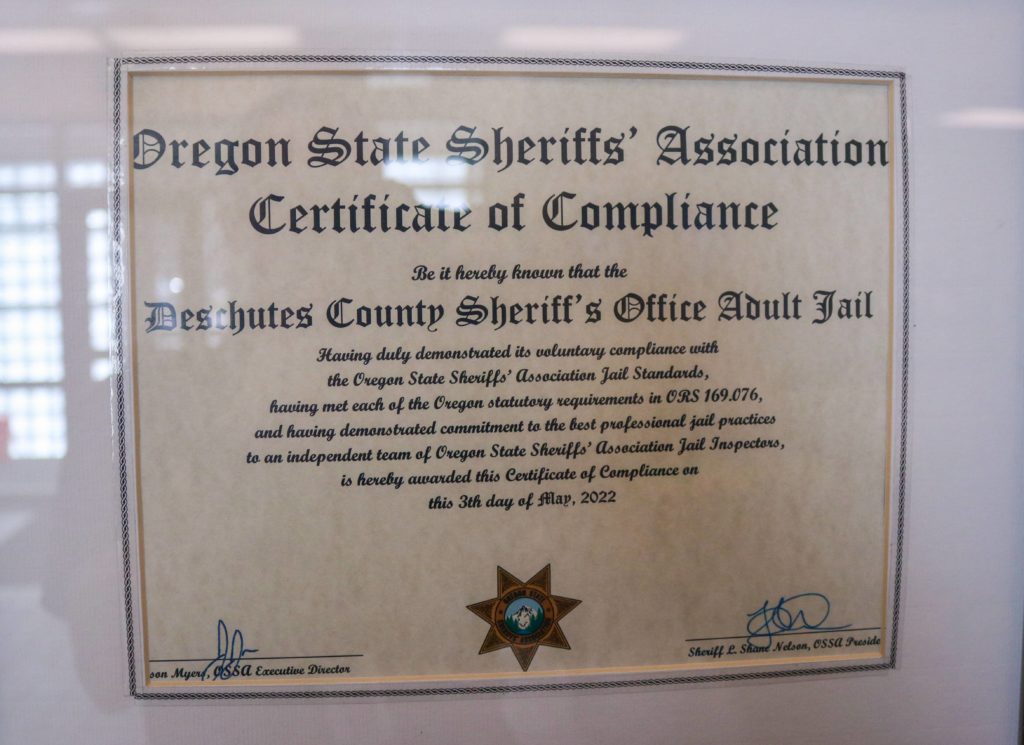 Oregon State Sheriffs' Association
Certificate of Compliance
Be it hereby known that the
Deschutes County Sheriff's Office Adult Jail
Having duly demonstrated its voluntary compliance with
the Oregon State Sheriffs' Association Jail Standards,
having met each of the Oregon statutory requirements in ORS 169.076,
and having demonstrated commitment to the best professional jail practices
to an independent team of Oregon State Sheriffs' Association Jail Inspectors,
is hereby awarded this Certificate of Compliance on
this 3th day of May, 2022
OREGON STATE
SHERIFFS' ASSOCIATION
son Myers, OSSA Executive Director
Sheriff L. Shane Nelson, OSSA Preside